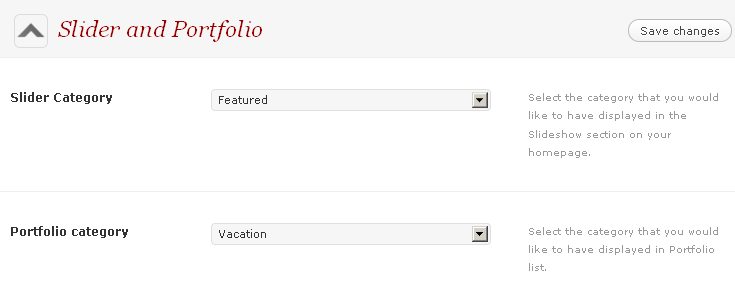 Slider and Portfolio
Save changes
Slider Category
Featured
Select the category that you would
like to have displayed in the
Slideshow section on your
homepage.
Portfolio category
Vacation
Select the category that you would
like to have displayed in Portfolio
list.